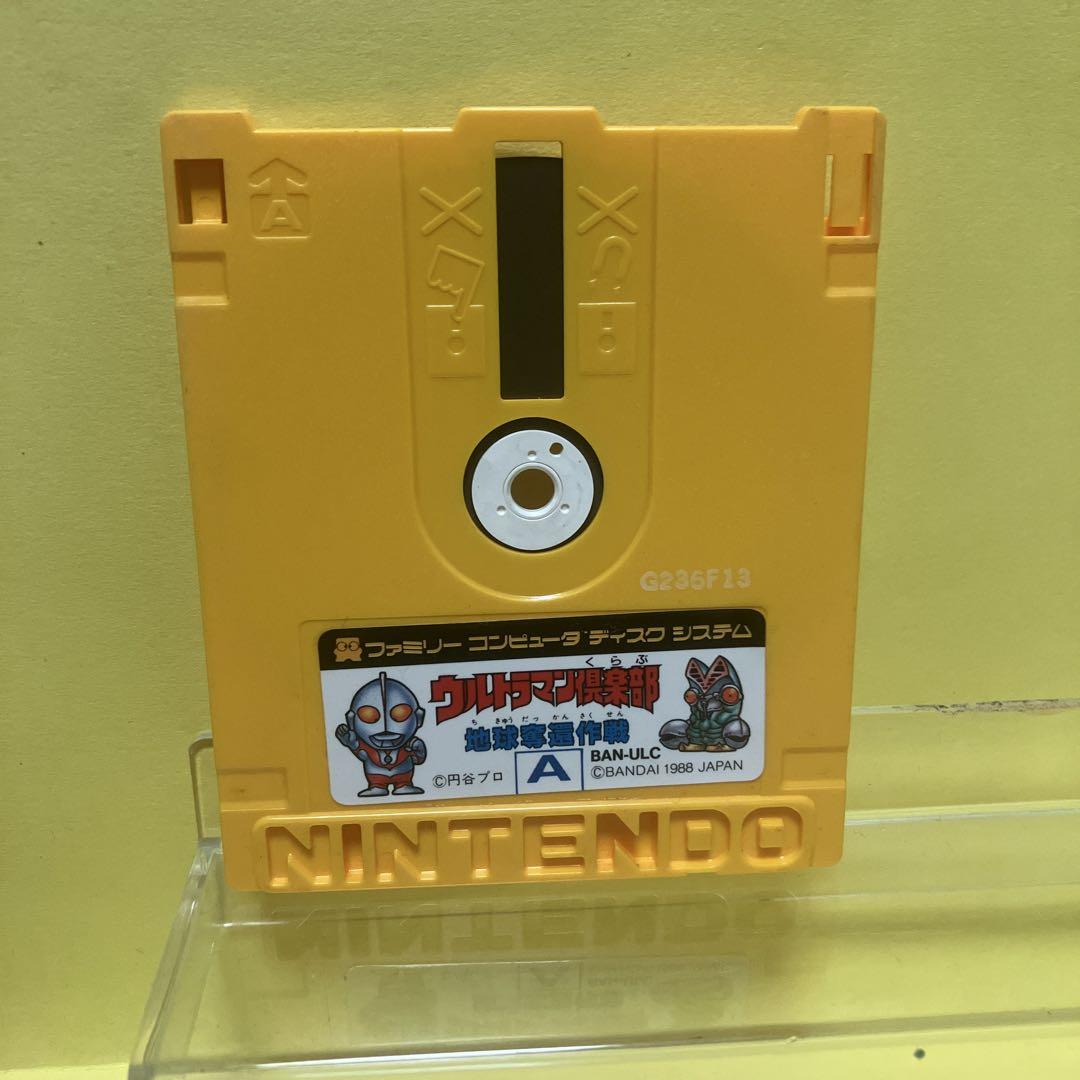 A
G236F13
ファミリー コンピュータ ディスク システム
くらぶ
ウルトラマン倶楽部
ちきゅうだっかんさくせん
地球奪還作戦
BAN-ULC
©円谷プロ
A
©BANDAI 1988 JAPAN
NINTENDO